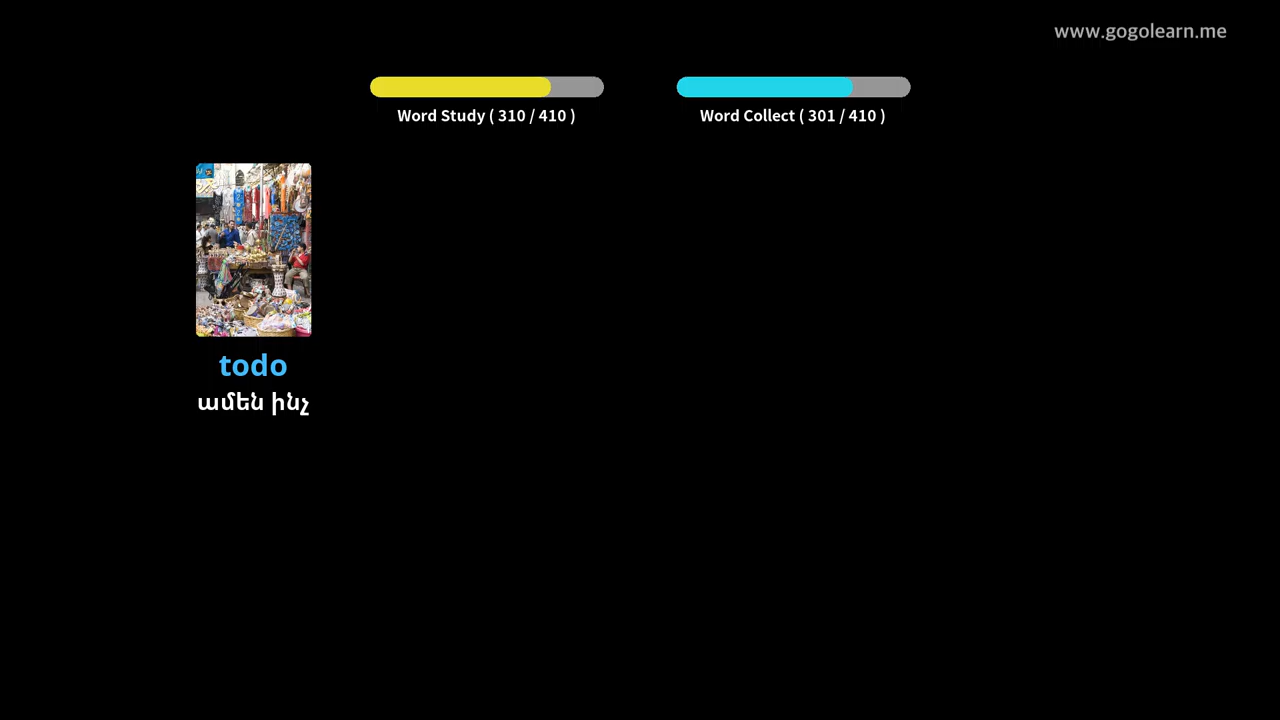 www.gogolearn.me
Word Study ( 310 / 410 )
Word Collect ( 301 / 410 )
todo
ամեն ինչ